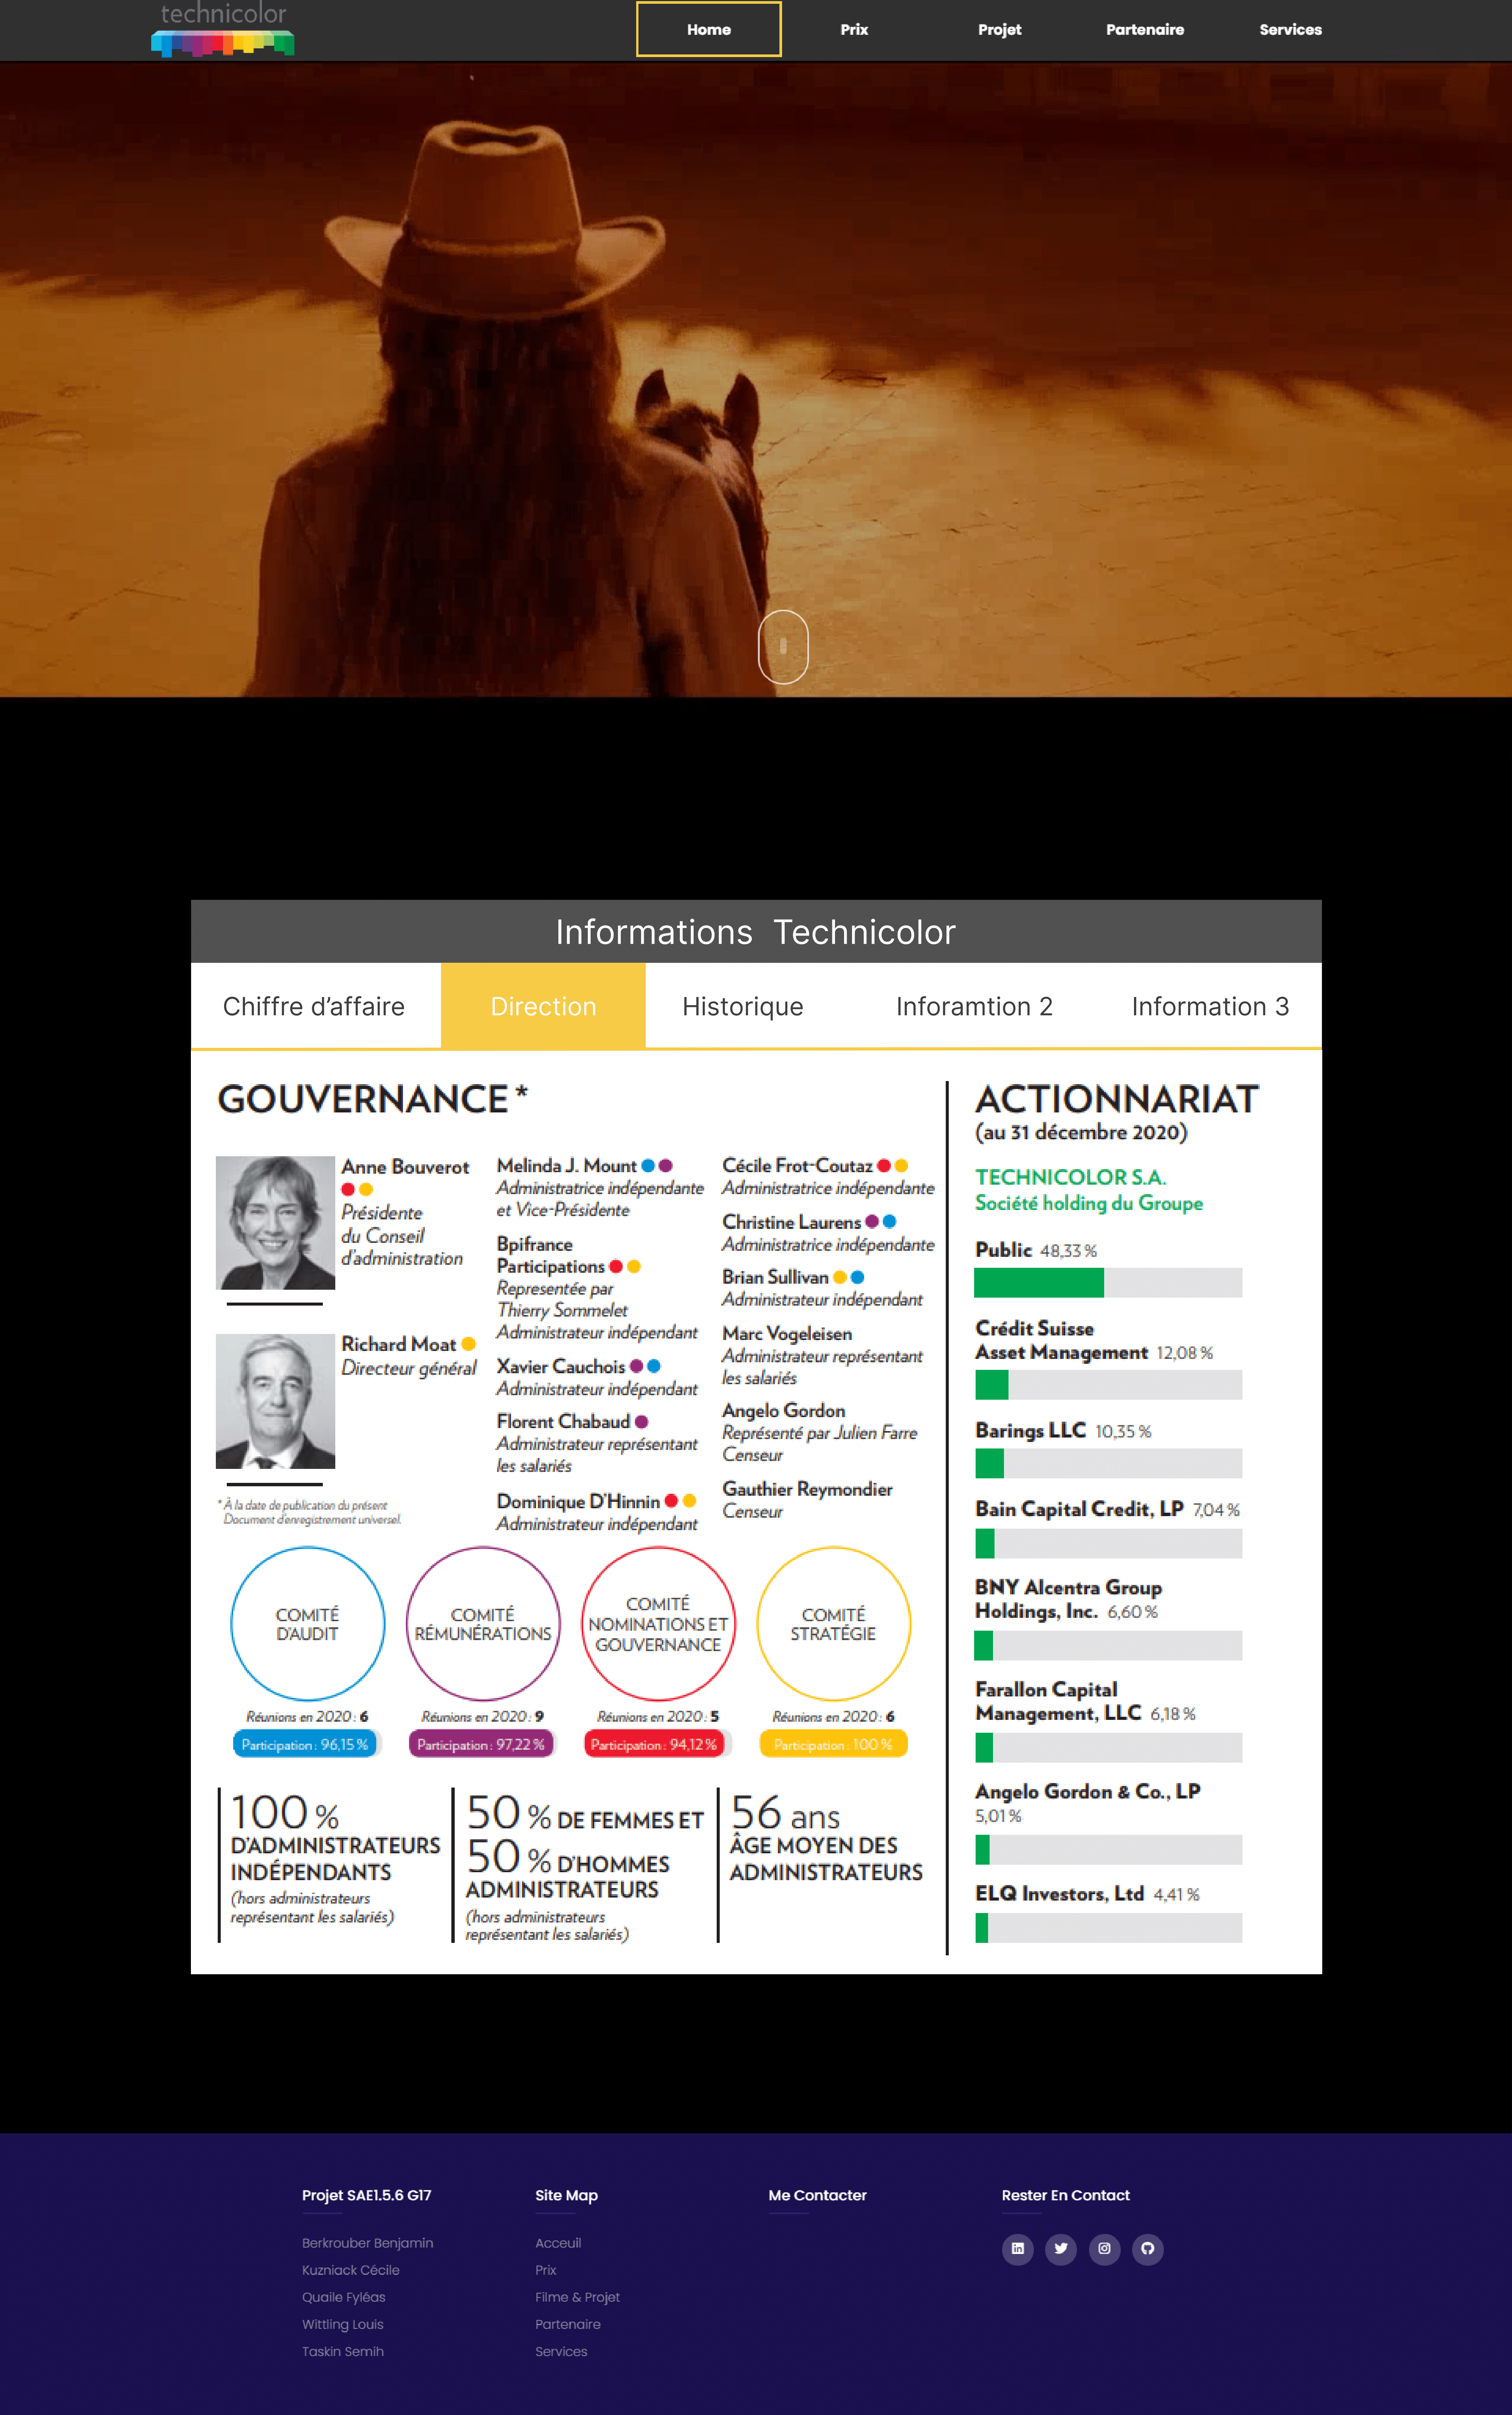 technicolor
Home
Prix
Projet
Partenaire
Services
Informations Technicolor
Chiffre d'affaire
Direction
Historique
Inforamtion 2
Information 3
GOUVERNANCE *
Anne Bouverot
Présidente
du Conseil
d'administration
Richard Moat
Directeur général
* À la date de publication du présent
Document d'enregistrement universel.
Melinda J. Mount
Administratrice indépendante
et Vice-Présidente
Bpifrance
Participations
Representée par
Thierry Sommelet
Administrateur indépendant
Xavier Cauchois
Administrateur indépendant
Florent Chabaud
Administrateur représentant
les salariés
Dominique D'Hinnin
Administrateur indépendant
Cécile Frot-Coutaz
Administratrice indépendante
Christine Laurens
Administratrice indépendante
Brian Sullivan
Administrateur indépendant
Marc Vogeleisen
Administrateur représentant
les salariés
Angelo Gordon
Représenté par Julien Farre
Censeur
Gauthier Reymondier
Censeur
COMITÉ
D'AUDIT
Réunions en 2020 : 6
Participation : 96,15 %
COMITÉ
RÉMUNÉRATIONS
Réunions en 2020 : 9
Participation : 97,22 %
COMITÉ
NOMINATIONS ET
GOUVERNANCE
Réunions en 2020 : 5
Participation : 94,12 %
COMITÉ
STRATÉGIE
Réunions en 2020 : 6
Participation : 100 %
100 %
D'ADMINISTRATEURS
INDÉPENDANTS
(hors administrateurs
représentant les salariés)
50 % DE FEMMES ET
50 % D'HOMMES
ADMINISTRATEURS
(hors administrateurs
représentant les salariés)
56 ans
ÂGE MOYEN DES
ADMINISTRATEURS
ACTIONNARIAT
(au 31 décembre 2020)
TECHNICOLOR S.A.
Société holding du Groupe
Public 48,33 %
Crédit Suisse
Asset Management 12,08 %
Barings LLC 10,35 %
Bain Capital Credit, LP 7,04 %
BNY Alcentra Group
Holdings, Inc. 6,60 %
Farallon Capital
Management, LLC 6,18 %
Angelo Gordon & Co., LP
5,01 %
ELQ Investors, Ltd 4,41 %
Projet SAE1.5.6 G17
Berkrouber Benjamin
Kuzniack Cécile
Quaile Fyléas
Wittling Louis
Taskin Semih
Site Map
Acceuil
Prix
Filme & Projet
Partenaire
Services
Me Contacter
Rester En Contact